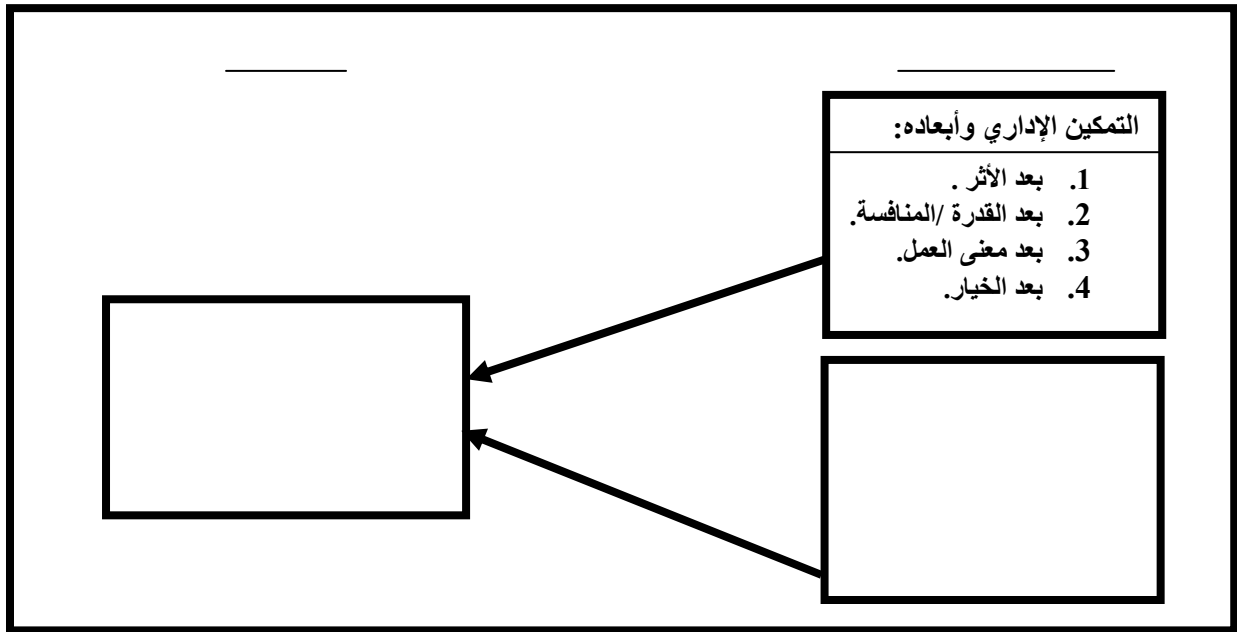 التمكين الإداري وأبعاده:
1. بعد الأثر .
2. بعد القدرة /المنافسة.
3. بعد معنى العمل.
4. بعد الخيار.